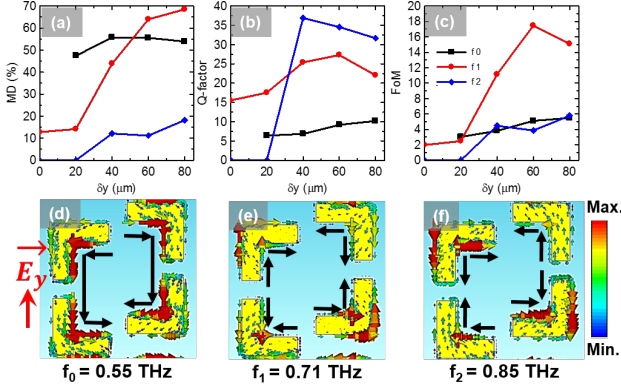 (a)
MD (%)
70
60
50
40
30
20
10
0
0 20 40 60 80
δy (μm)
(b)
Q-factor
40
35
30
25
20
15
10
5
0
0 20 40 60 80
δy (μm)
(c)
FoM
20
18
16
14
12
10
8
6
4
2
0
f0
f1
f2
0 20 40 60 80
δy (μm)
(d) (e) (f)
Max.
Min.
E_y
f₀ = 0.55 THz f₁ = 0.71 THz f₂ = 0.85 THz